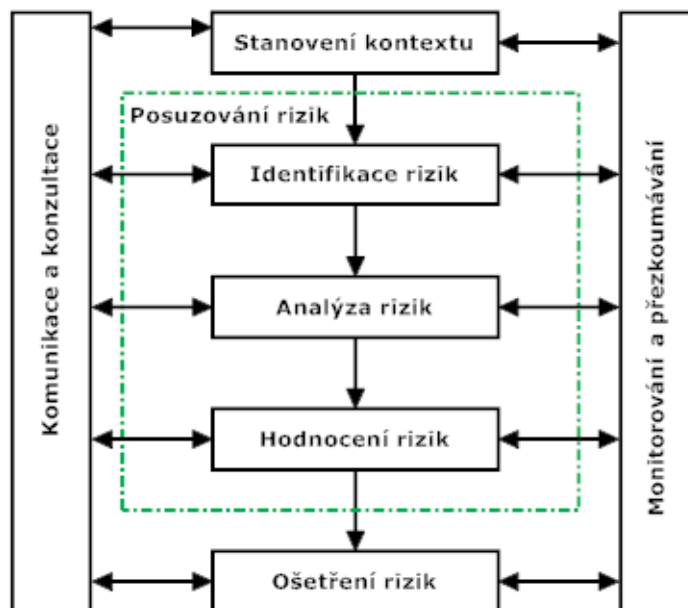 Stanovení kontextu
Posuzování rizik
Identifikace rizik
Analýza rizik
Hodnocení rizik
Ošetření rizik
Komunikace a konzultace
Monitorování a přezkoumávání